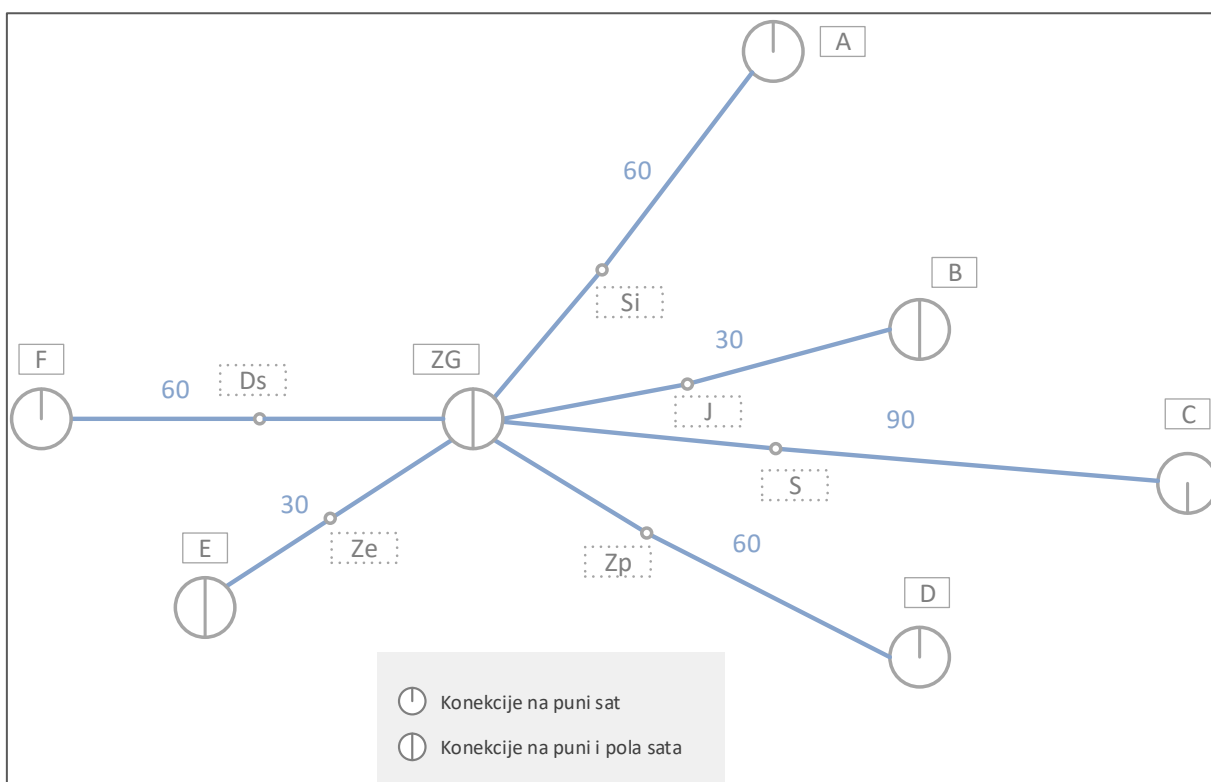 A
60
Si
B
30
J
F
ZG
Ds
60
90
C
S
30
E
Ze
Zp
60
D
Konekcije na puni sat
Konekcije na puni i pola sata